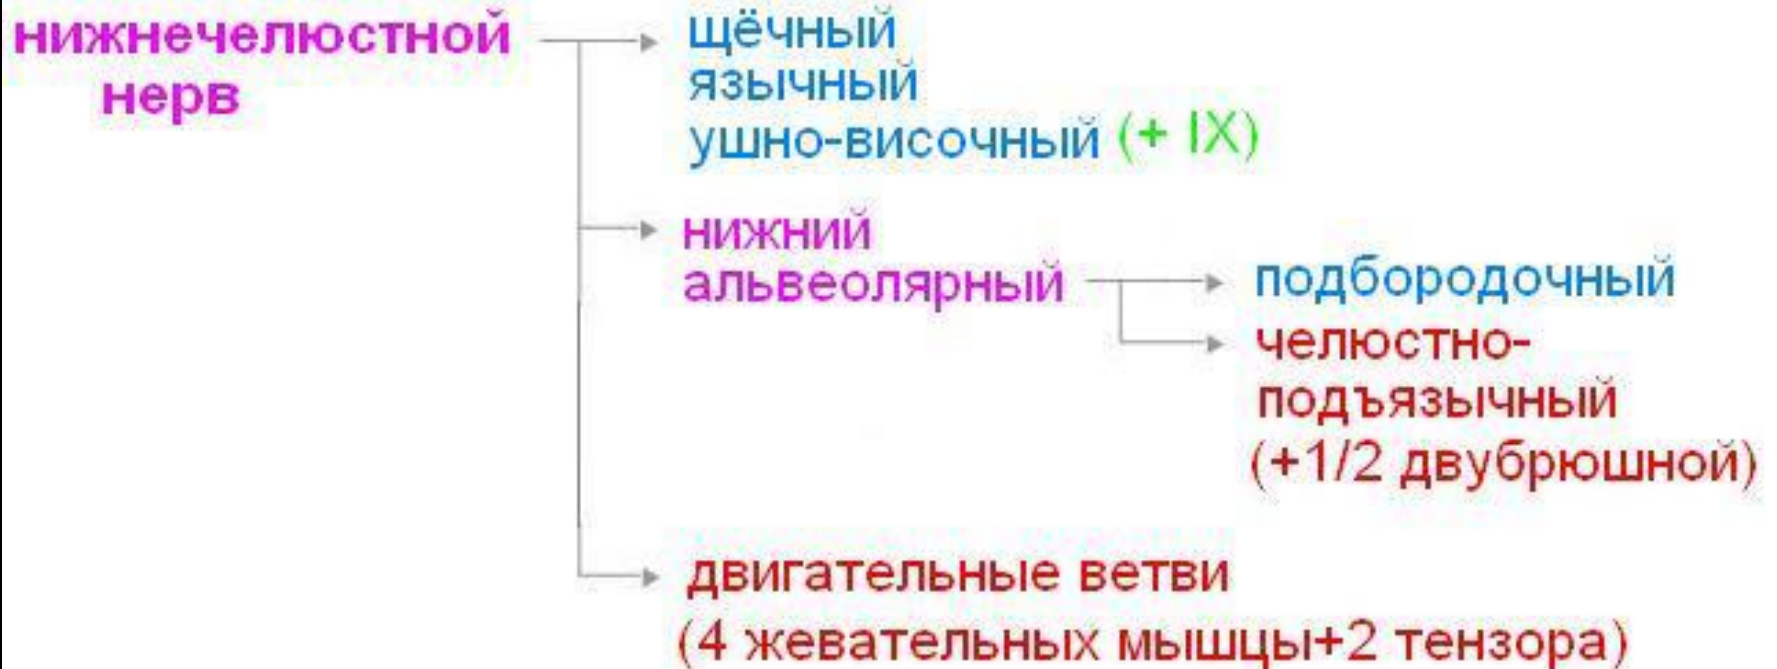 нижнечелюстной
нерв
щёчный
язычный
ушно-височный (+ IX)
нижний
альвеолярный
подбородочный
челюстно-
подъязычный
(+1/2 двубрюшной)
двигательные ветви
(4 жевательных мышцы+2 тензора)